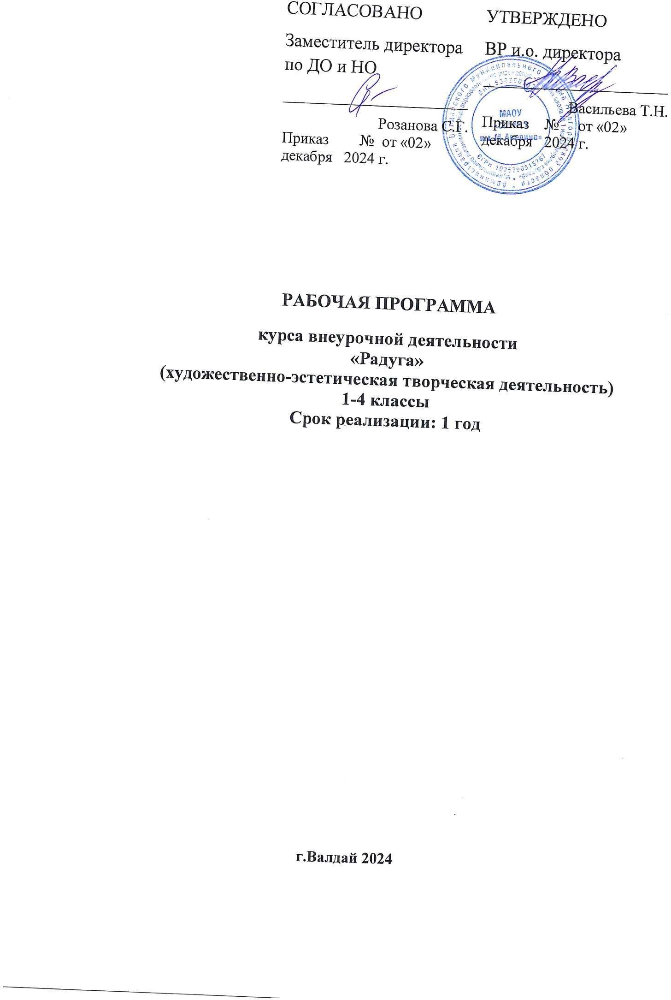 СОГЛАСОВАНО
Заместитель директора
по ДО и НО
Розанова С.Г.
Приказ № от «02»
декабря 2024 г.
УТВЕРЖДЕНО
ВР и.о. директора
Васильева Т.Н.
Приказ № от «02»
декабря 2024 г.
МАОУ
ОГРН 1025300515767
РАБОЧАЯ ПРОГРАММА
курса внеурочной деятельности
«Радуга»
(художественно-эстетическая творческая деятельность)
1-4 классы
Срок реализации: 1 год
г.Валдай 2024